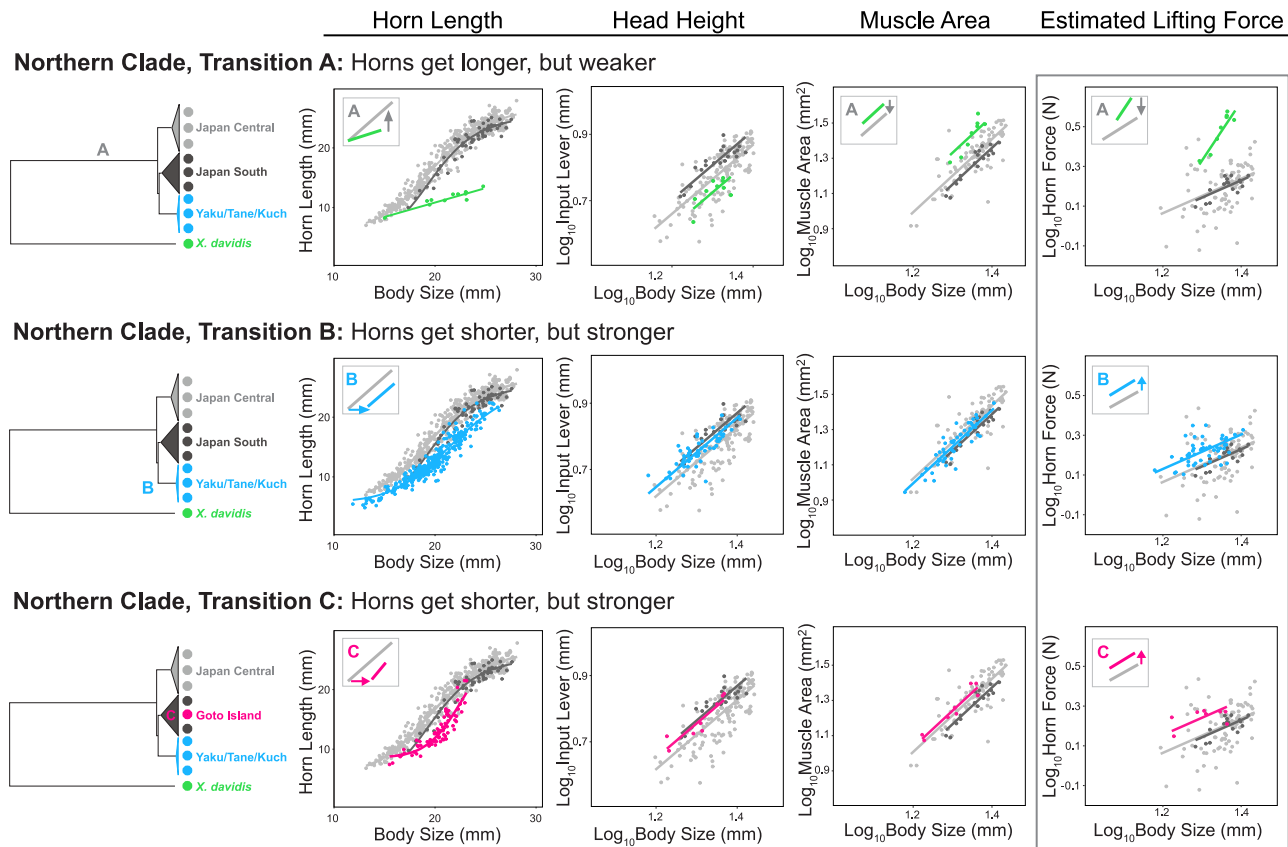 Horn Length Head Height Muscle Area Estimated Lifting Force
Northern Clade, Transition A: Horns get longer, but weaker
A
Japan Central
Japan South
Yaku/Tane/Kuch
X. davidis
Horn Length (mm)
20
10
10 20 30
Body Size (mm)
A
Log10Input Lever (mm)
0.9
0.7
1.2 1.4
Log10Body Size (mm)
Log10Muscle Area (mm2)
1.5
1.3
1.1
0.9
1.2 1.4
Log10Body Size (mm)
A
Log10Horn Force (N)
0.5
0.3
0.1
-0.1
1.2 1.4
Log10Body Size (mm)
A
Northern Clade, Transition B: Horns get shorter, but stronger
B
Japan Central
Japan South
Yaku/Tane/Kuch
X. davidis
Horn Length (mm)
20
10
10 20 30
Body Size (mm)
B
Log10Input Lever (mm)
0.9
0.7
1.2 1.4
Log10Body Size (mm)
Log10Muscle Area (mm2)
1.5
1.3
1.1
0.9
1.2 1.4
Log10Body Size (mm)
Log10Horn Force (N)
0.5
0.3
0.1
-0.1
1.2 1.4
Log10Body Size (mm)
B
Northern Clade, Transition C: Horns get shorter, but stronger
C
Japan Central
Goto Island
Yaku/Tane/Kuch
X. davidis
Horn Length (mm)
20
10
10 20 30
Body Size (mm)
C
Log10Input Lever (mm)
0.9
0.7
1.2 1.4
Log10Body Size (mm)
Log10Muscle Area (mm2)
1.5
1.3
1.1
0.9
1.2 1.4
Log10Body Size (mm)
Log10Horn Force (N)
0.5
0.3
0.1
-0.1
1.2 1.4
Log10Body Size (mm)
C